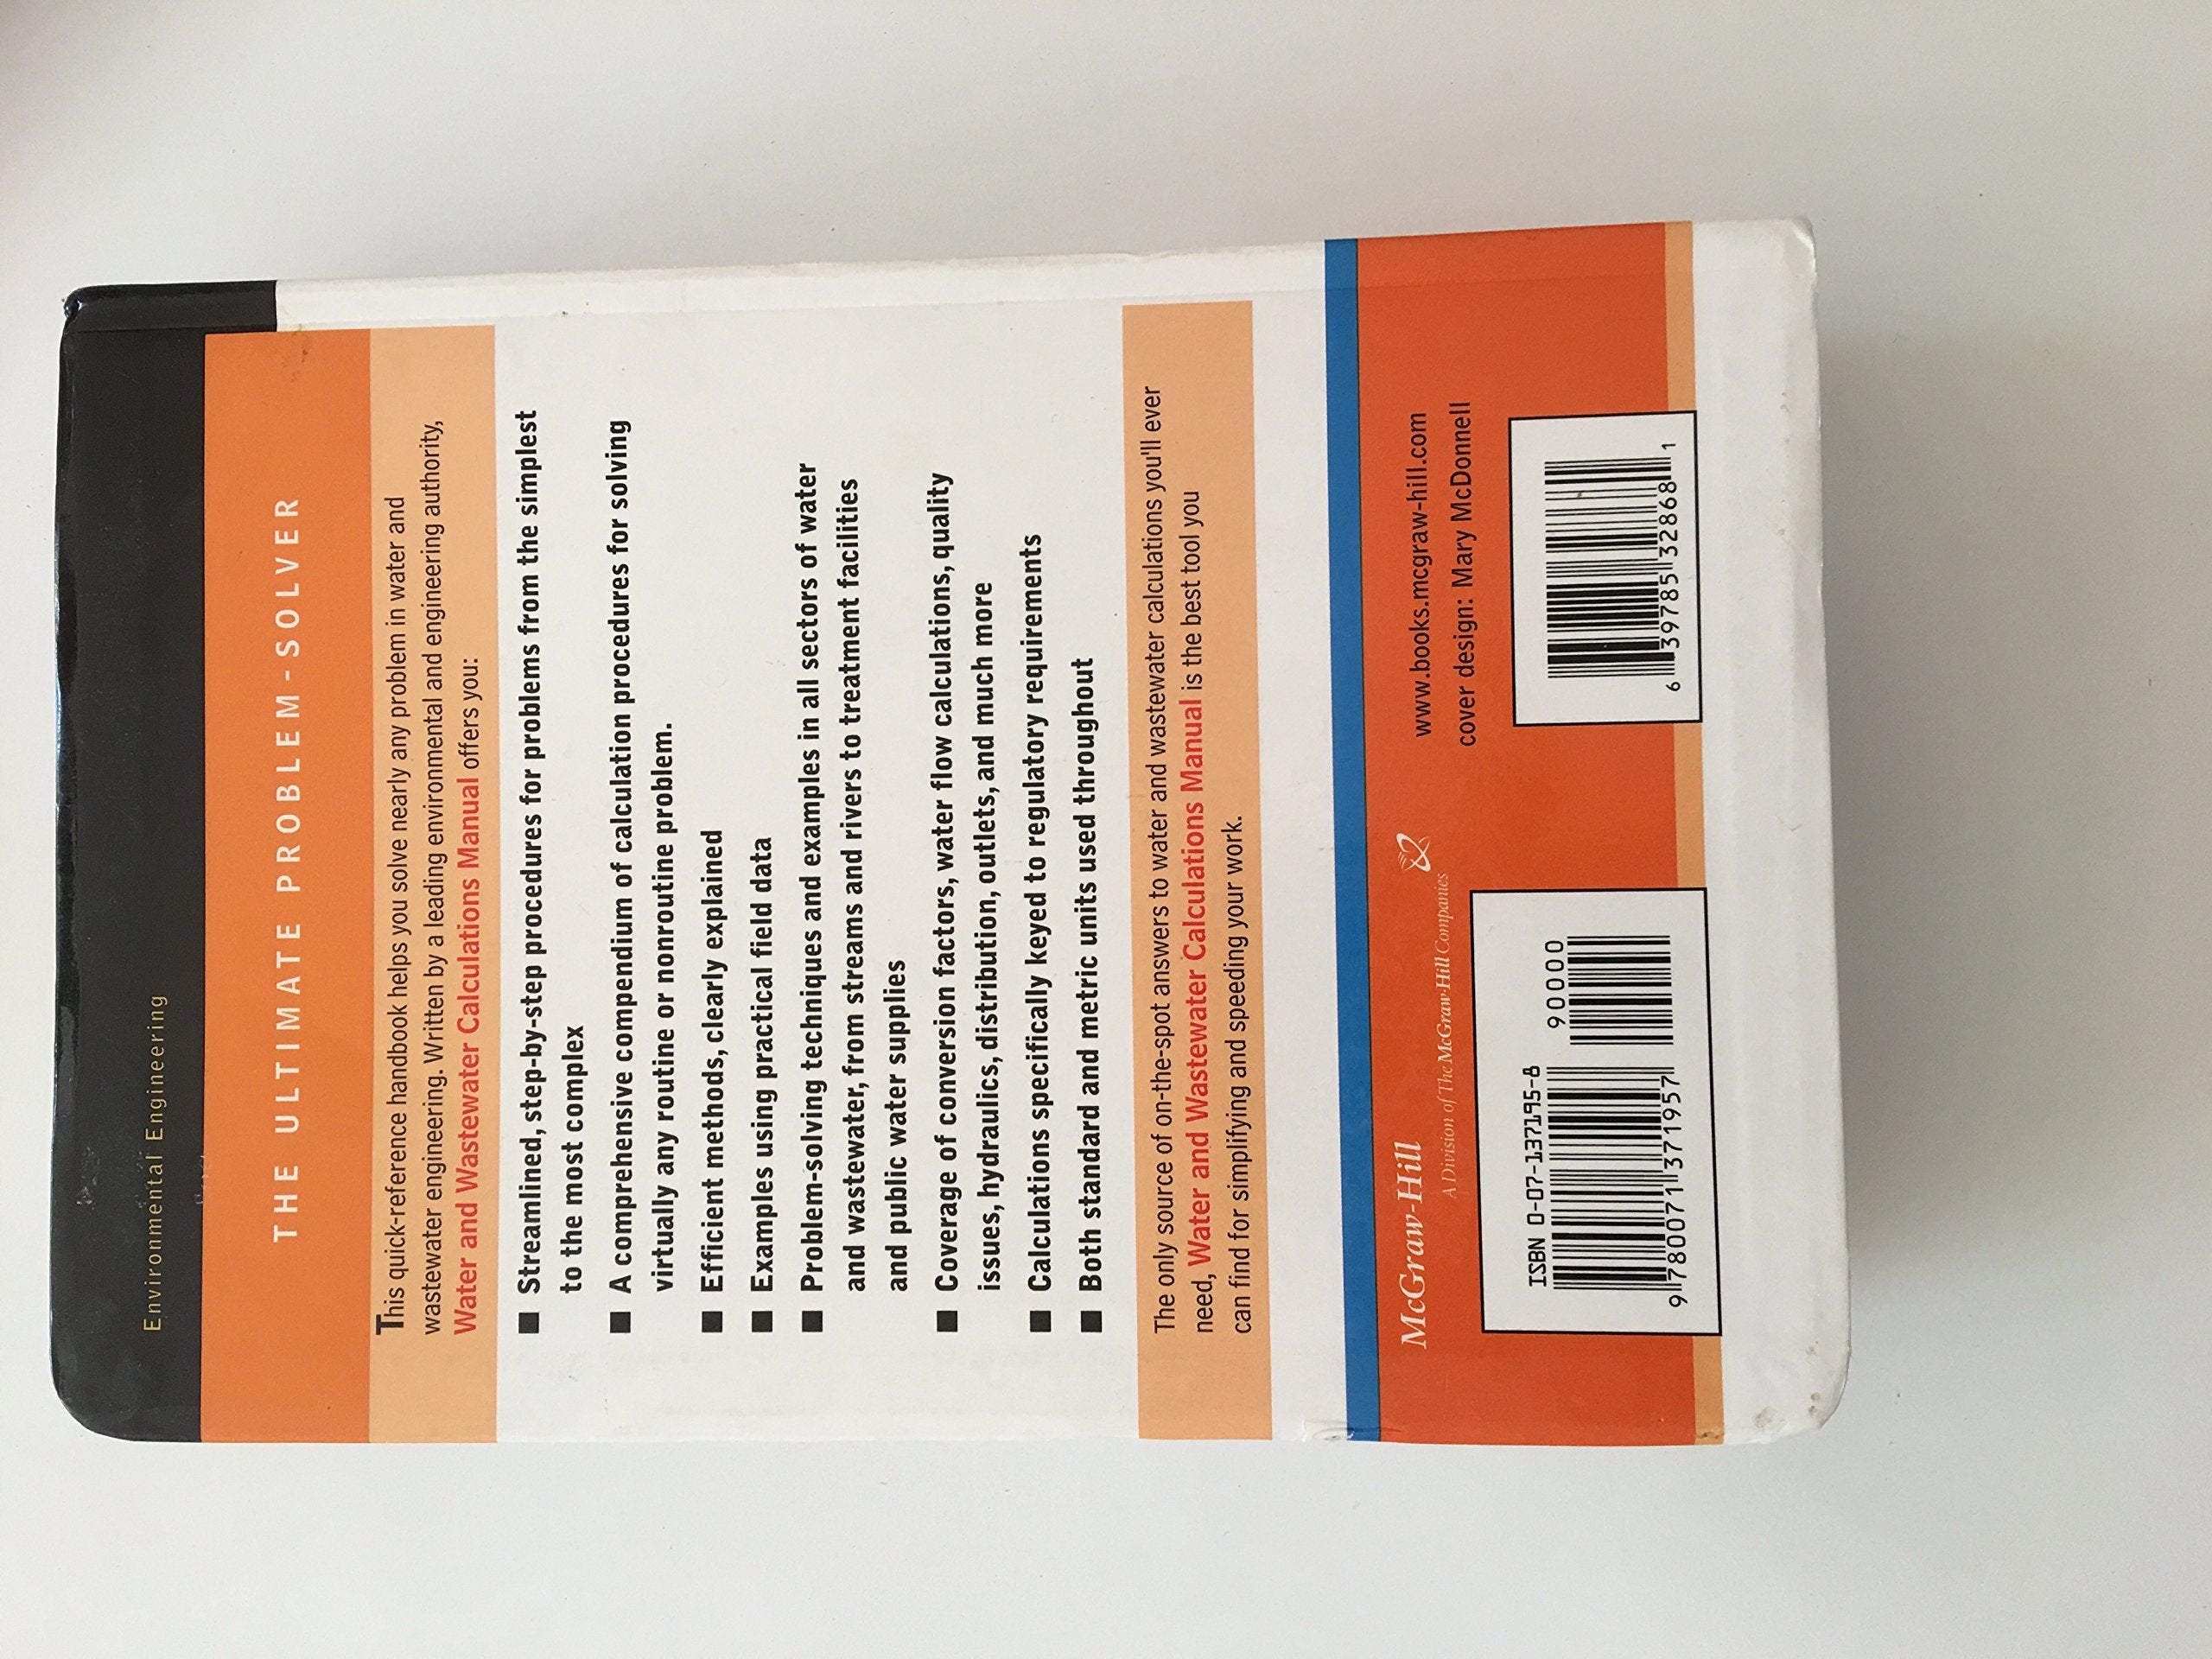 Environmental Engineering
THE ULTIMATE PROBLEM-SOLVER
This quick-reference handbook helps you solve nearly any problem in water and
wastewater engineering. Written by a leading environmental and engineering authority,
Water and Wastewater Calculations Manual offers you:
■ Streamlined, step-by-step procedures for problems from the simplest
to the most complex
■ A comprehensive compendium of calculation procedures for solving
virtually any routine or nonroutine problem.
■ Efficient methods, clearly explained
■ Examples using practical field data
■ Problem-solving techniques and examples in all sectors of water
and wastewater, from streams and rivers to treatment facilities
and public water supplies
■ Coverage of conversion factors, water flow calculations, quality
issues, hydraulics, distribution, outlets, and much more
■ Calculations specifically keyed to regulatory requirements
■ Both standard and metric units used throughout
The only source of on-the-spot answers to water and wastewater calculations you'll ever
need, Water and Wastewater Calculations Manual is the best tool you
can find for simplifying and speeding your work.
McGraw-Hill
A Division of The McGraw-Hill Companies
www.books.mcgraw-hill.com
cover design: Mary McDonnell
ISBN 0-07-137195-8
90000
9 780071 371957
6 39785 32868 1